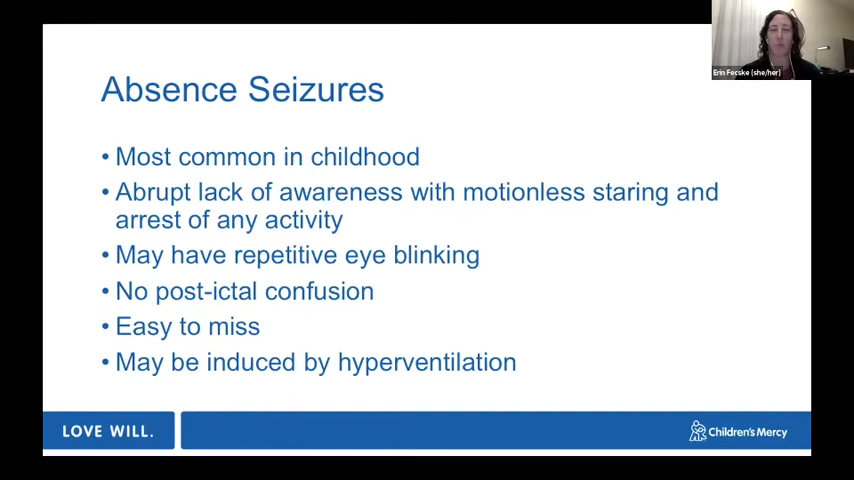 Erin Fecske (she/her)
Absence Seizures
• Most common in childhood
• Abrupt lack of awareness with motionless staring and
arrest of any activity
• May have repetitive eye blinking
• No post-ictal confusion
• Easy to miss
• May be induced by hyperventilation
LOVE WILL.
Children's Mercy